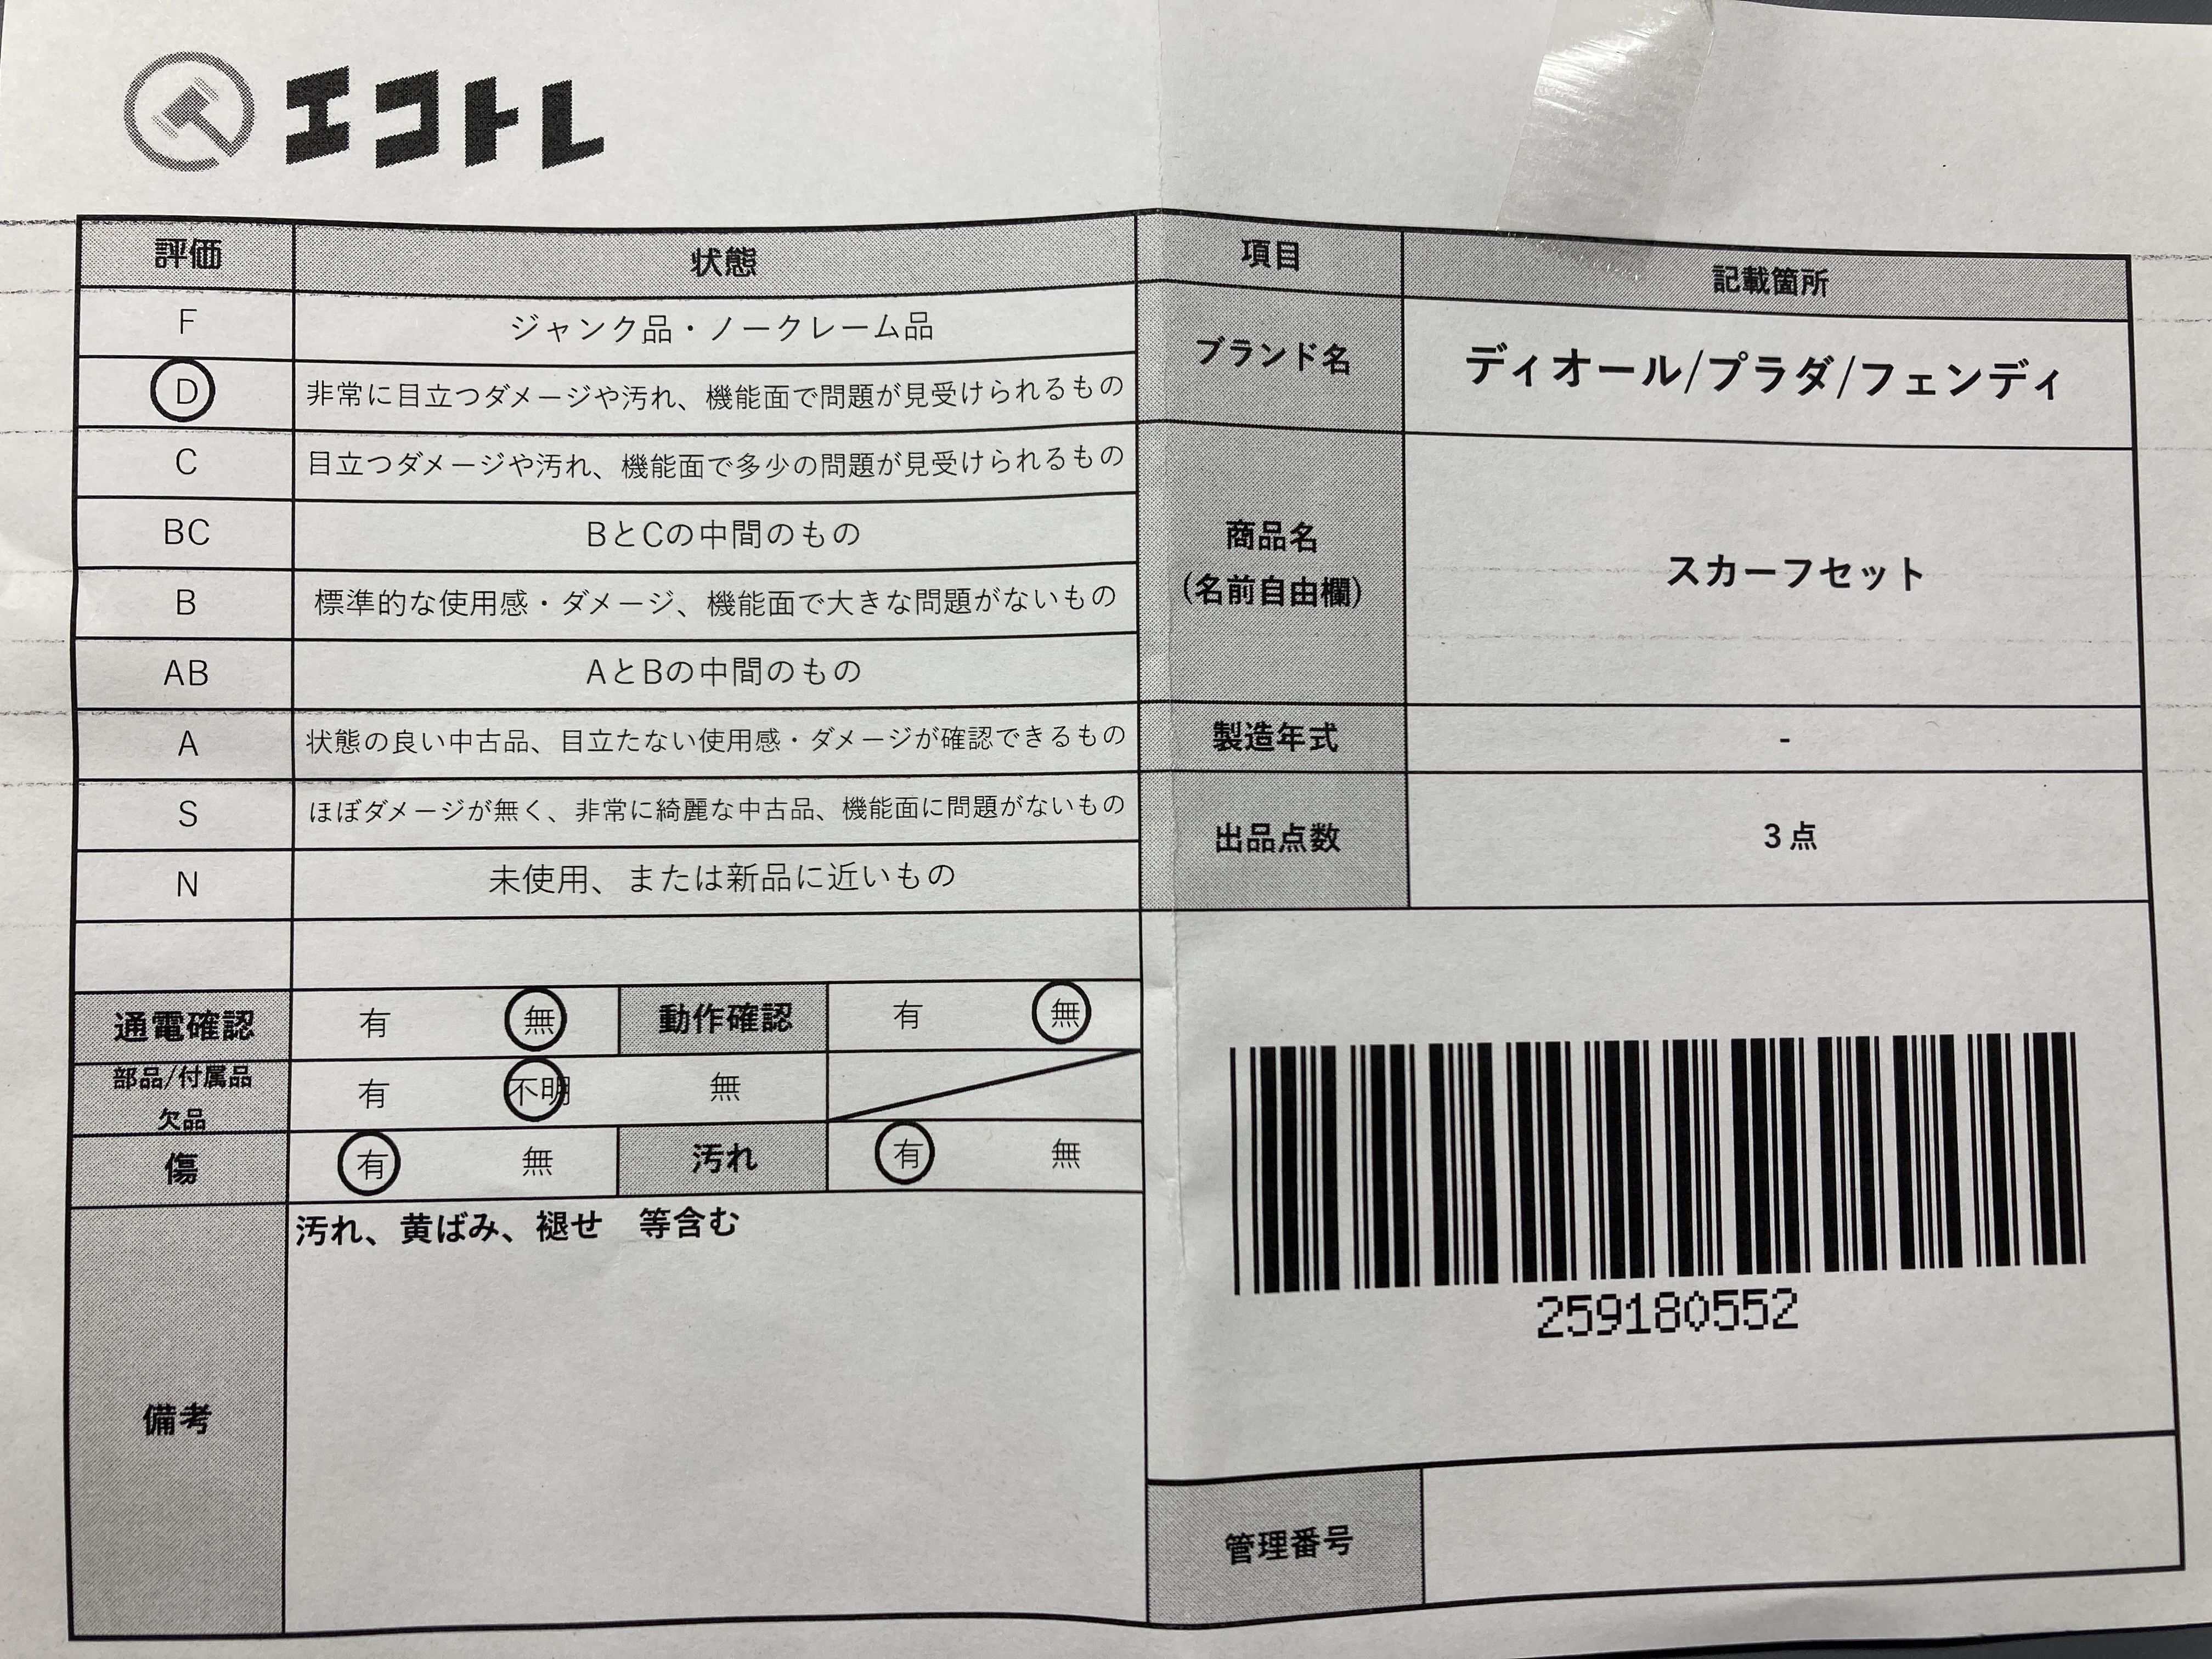 エコトレ
評価 状態
F ジャンク品・ノークレーム品
D 非常に目立つダメージや汚れ、機能面で問題が見受けられるもの
C 目立つダメージや汚れ、機能面で多少の問題が見受けられるもの
BC BとCの中間のもの
B 標準的な使用感・ダメージ、機能面で大きな問題がないもの
AB AとBの中間のもの
A 状態の良い中古品、目立たない使用感・ダメージが確認できるもの
S ほぼダメージが無く、非常に綺麗な中古品、機能面に問題がないもの
N 未使用、または新品に近いもの
通電確認 有 無 動作確認 有 無
部品/付属品
欠品 有 不明 無
傷 有 無 汚れ 有 無
備考
汚れ、黄ばみ、褪せ　等含む
項目 記載箇所
ブランド名 ディオール/プラダ/フェンディ
商品名
(名前自由欄) スカーフセット
製造年式 -
出品点数 3点
259180552
管理番号